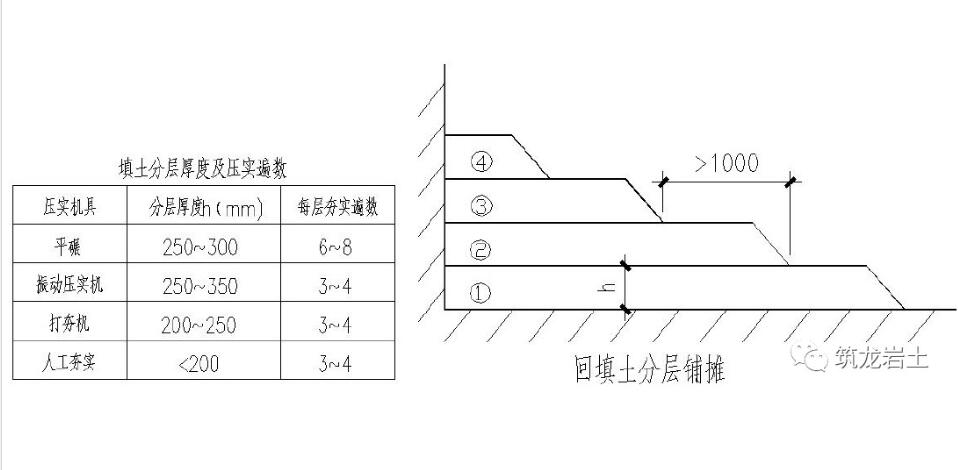 填土分层厚度及压实遍数
压实机具 分层厚度h(mm) 每层夯实遍数
平碾 250~300 6~8
振动压实机 250~350 3~4
打夯机 200~250 3~4
人工夯实 <200 3~4
④
③
②
①
>1000
h
回填土分层铺摊
筑龙岩土